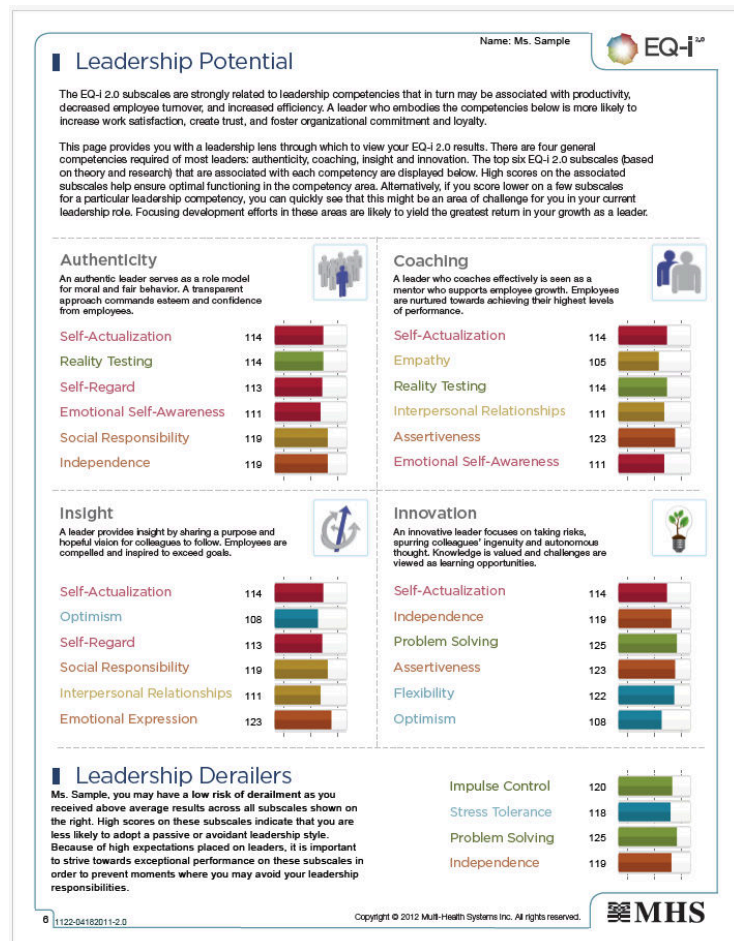 Name: Ms. Sample
EQ-i 2.0
Leadership Potential
The EQ-i 2.0 subscales are strongly related to leadership competencies that in turn may be associated with productivity,
decreased employee turnover, and increased efficiency. A leader who embodies the competencies below is more likely to
increase work satisfaction, create trust, and foster organizational commitment and loyalty.
This page provides you with a leadership lens through which to view your EQ-i 2.0 results. There are four general
competencies required of most leaders: authenticity, coaching, insight and innovation. The top six EQ-i 2.0 subscales (based
on theory and research) that are associated with each competency are displayed below. High scores on the associated
subscales help ensure optimal functioning in the competency area. Alternatively, if you score lower on a few subscales
for a particular leadership competency, you can quickly see that this might be an area of challenge for you in your current
leadership role. Focusing development efforts in these areas are likely to yield the greatest return in your growth as a leader.
Authenticity
An authentic leader serves as a role model
for moral and fair behavior. A transparent
approach commands esteem and confidence
from employees.
Self-Actualization 114
Reality Testing 114
Self-Regard 113
Emotional Self-Awareness 111
Social Responsibility 119
Independence 119
Coaching
A leader who coaches effectively is seen as a
mentor who supports employee growth. Employees
are nurtured towards achieving their highest levels
of performance.
Self-Actualization 114
Empathy 105
Reality Testing 114
Interpersonal Relationships 111
Assertiveness 123
Emotional Self-Awareness 111
Insight
A leader provides insight by sharing a purpose and
hopeful vision for colleagues to follow. Employees are
compelled and inspired to exceed goals.
Self-Actualization 114
Optimism 108
Self-Regard 113
Social Responsibility 119
Interpersonal Relationships 111
Emotional Expression 123
Innovation
An innovative leader focuses on taking risks,
spurring colleagues' ingenuity and autonomous
thought. Knowledge is valued and challenges are
viewed as learning opportunities.
Self-Actualization 114
Independence 119
Problem Solving 125
Assertiveness 123
Flexibility 122
Optimism 108
Leadership Derailers
Ms. Sample, you may have a low risk of derailment as you
received above average results across all subscales shown on
the right. High scores on these subscales indicate that you are
less likely to adopt a passive or avoidant leadership style.
Because of high expectations placed on leaders, it is important
to strive towards exceptional performance on these subscales in
order to prevent moments where you may avoid your leadership
responsibilities.
Impulse Control 120
Stress Tolerance 118
Problem Solving 125
Independence 119
6 1122-04182011-2.0
Copyright © 2012 Multi-Health Systems Inc. All rights reserved.
MHS